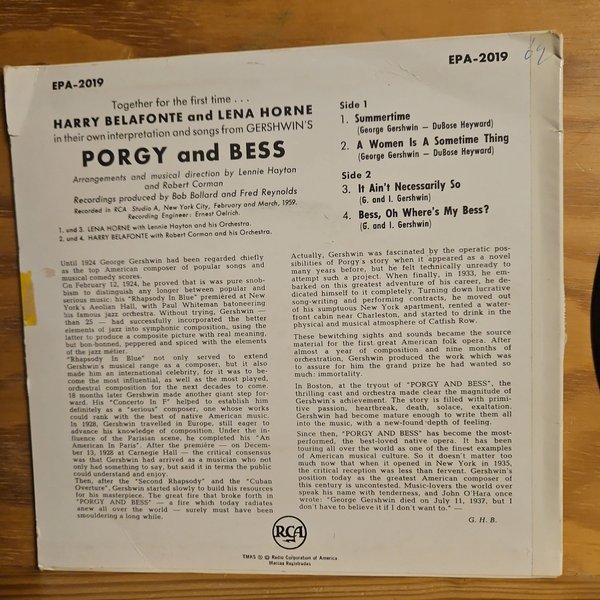 EPA-2019
EPA-2019
62
Together for the first time . . .
HARRY BELAFONTE and LENA HORNE
in their own interpretation and songs from GERSHWIN'S
PORGY and BESS
Arrangements and musical direction by Lennie Hayton
and Robert Corman
Recordings produced by Bob Bollard and Fred Reynolds
Recorded in RCA Studio A, New York City, February and March, 1959.
Recording Engineer: Ernest Oelrich.
1. und 3. LENA HORNE with Lennie Hayton and his Orchestra.
2. und 4. HARRY BELAFONTE with Robert Corman and his Orchestra.
Side 1
1. Summertime
(George Gershwin — DuBose Heyward)
2. A Women Is A Sometime Thing
(George Gershwin — DuBose Heyward)
Side 2
3. It Ain't Necessarily So
(G. and I. Gershwin)
4. Bess, Oh Where's My Bess?
(G. and I. Gershwin)
Until 1924 George Gershwin had been regarded chiefly
as the top American composer of popular songs and
musical comedy scores.
On February 12, 1924, he proved that is was pure snob-
bism to distinguish any longer between popular and
serious music: his "Rhapsody In Blue" premiered at New
York's Aeolian Hall, with Paul Whiteman batoneering
his famous jazz orchestra. Without trying, Gershwin —
than 25 — had successfully incorporated the better
elements of jazz into symphonic composition, using the
latter to produce a composite picture with real meaning,
but bon-bonned, peppered and spiced with the elements
of the jazz métier.
"Rhapsody In Blue" not only served to extend
Gershwin's musical range as a composer, but it also
made him an international celebrity, for it was to be-
come the most influential, as well as the most played,
orchestral composition for the next decades to come.
18 months later Gershwin made another giant step for-
ward. His "Concerto In F" helped to establish him
definitely as a "serious" composer, one whose works
could rank with the best of native American music.
In 1928, Gershwin travelled in Europe, still eager to
advance his knowledge of composition. Under the in-
fluence of the Parisian scene, he completed his "An
American In Paris". After the première — on Decem-
ber 13, 1928 at Carnegie Hall — the critical consensus
was that Gershwin had arrived as a musician who not
only had something to say, but said it in terms the public
could understand and enjoy.
Then, after the "Second Rhapsody" and the "Cuban
Overture", Gershwin started slowly to build his resources
for his masterpiece. The great fire that broke forth in
"PORGY AND BESS" — a fire which today radiates
anew all over the world — surely must have been
smouldering a long while.
Actually, Gershwin was fascinated by the operatic pos-
sibilities of Porgy's story when it appeared as a novel
many years before, but he felt technically unready to
attempt such a project. When finally, in 1933, he em-
barked on this greatest adventure of his career, he de-
dicated himself to it completely. Turning down lucrative
song-writing and performing contracts, he moved out
of his sumptuous New York apartment, rented a water-
front cabin near Charleston, and started to drink in the
physical and musical atmosphere of Catfish Row.
These bewitching sights and sounds became the source
material for the first great American folk opera. After
almost a year of composition and nine months of
orchestration, Gershwin produced the work which was
to assure for him the grand prize he had wanted so
much: immortality.
In Boston, at the tryout of "PORGY AND BESS", the
thrilling cast and orchestra made clear the magnitude of
Gershwin's achievement. The story is filled with primi-
tive passion, heartbreak, death, solace, exaltation.
Gershwin had become mature enough to write them all
into the music, with a new-found depth of feeling.
Since then, "PORGY AND BESS" has become the most-
performed, the best-loved native opera. It has been
touring all over the world as one of the finest examples
of American musical culture. So it doesn't matter too
much now that when it opened in New York in 1935,
the critical reception was less than fervent. Gershwin's
position today as the greatest American composer of
this century is uncontested. Music-lovers the world over
speak his name with tenderness, and John O'Hara once
wrote: "George Gershwin died on July 11, 1937, but I
don't have to believe it if I don't want to." —
G. H. B.
RCA
TMKS ® © Radio Corporation of America
Marcas Registradas